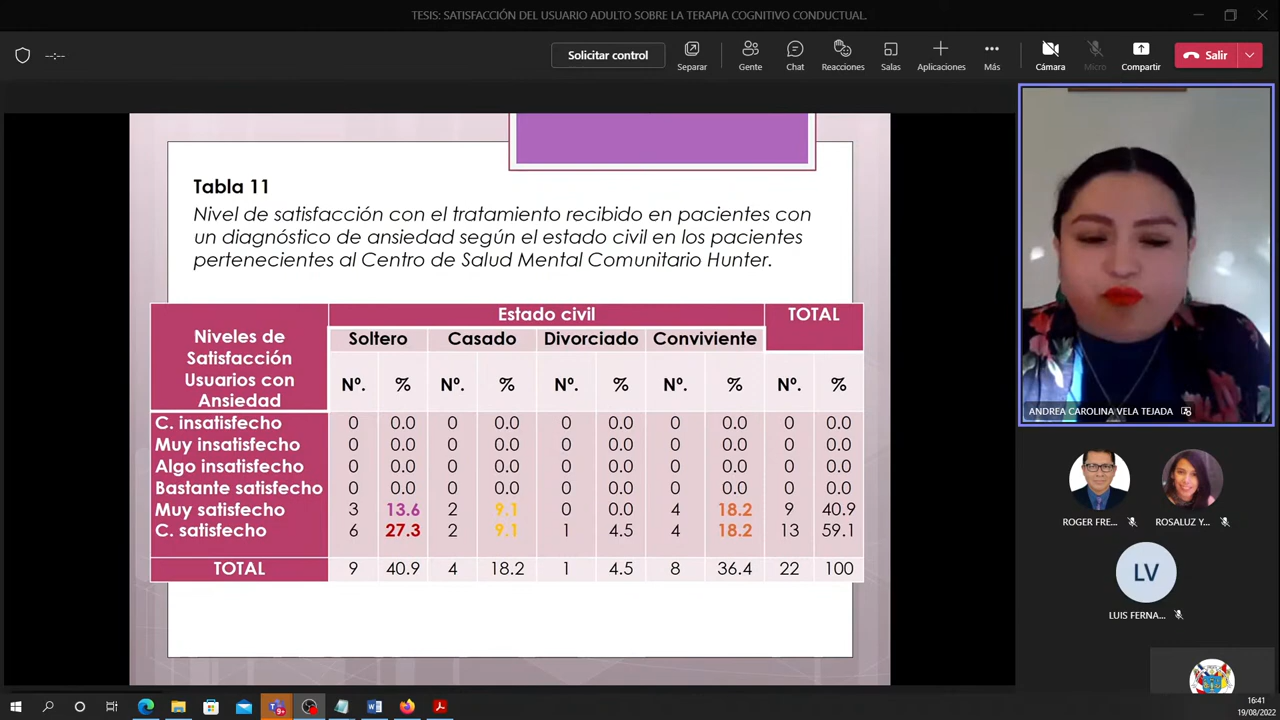 TESIS: SATISFACCIÓN DEL USUARIO ADULTO SOBRE LA TERAPIA COGNITIVO CONDUCTUAL.
--:--
Solicitar control
Separar
Gente
Chat
Reacciones
Salas
Aplicaciones
Más
Cámara
Micro
Compartir
Salir
Tabla 11
Nivel de satisfacción con el tratamiento recibido en pacientes con
un diagnóstico de ansiedad según el estado civil en los pacientes
pertenecientes al Centro de Salud Mental Comunitario Hunter.
Niveles de Satisfacción Usuarios con Ansiedad Estado civil TOTAL
Soltero Casado Divorciado Conviviente
Nº. % Nº. % Nº. % Nº. % Nº. %
C. insatisfecho 0 0.0 0 0.0 0 0.0 0 0.0 0 0.0
Muy insatisfecho 0 0.0 0 0.0 0 0.0 0 0.0 0 0.0
Algo insatisfecho 0 0.0 0 0.0 0 0.0 0 0.0 0 0.0
Bastante satisfecho 0 0.0 0 0.0 0 0.0 0 0.0 0 0.0
Muy satisfecho 3 13.6 2 9.1 0 0.0 4 18.2 9 40.9
C. satisfecho 6 27.3 2 9.1 1 4.5 4 18.2 13 59.1
TOTAL 9 40.9 4 18.2 1 4.5 8 36.4 22 100
ANDREA CAROLINA VELA TEJADA
ROGER FRE...
ROSALUZ Y...
LV
LUIS FERNA...
16:41
19/08/2022